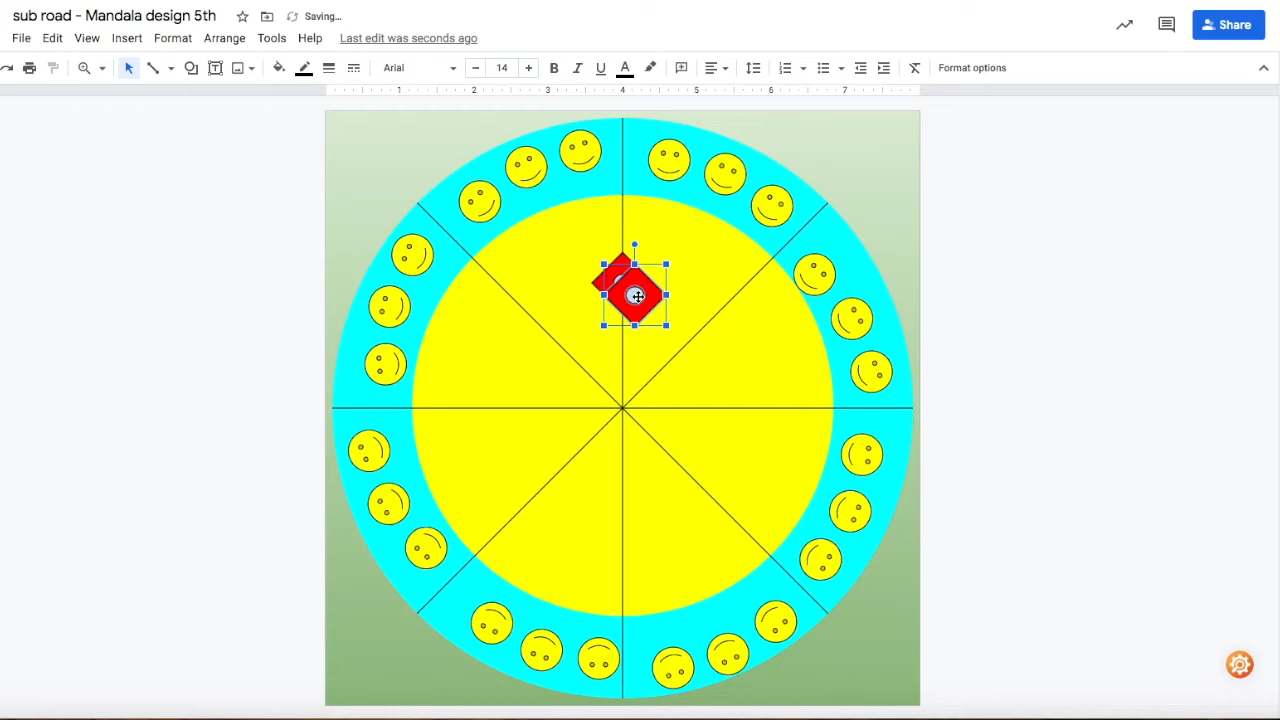 sub road - Mandala design 5th
Saving...
File Edit View Insert Format Arrange Tools Help Last edit was seconds ago
Share
Arial 14 B I U A Format options
1 2 3 4 5 6 7